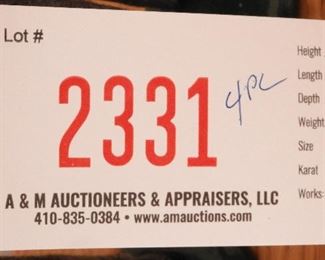 Lot #
2331 4PC
A & M AUCTIONEERS & APPRAISERS, LLC
410-835-0384 • www.amauctions.com
Height
Length
Depth
Weight
Size
Karat
Works: